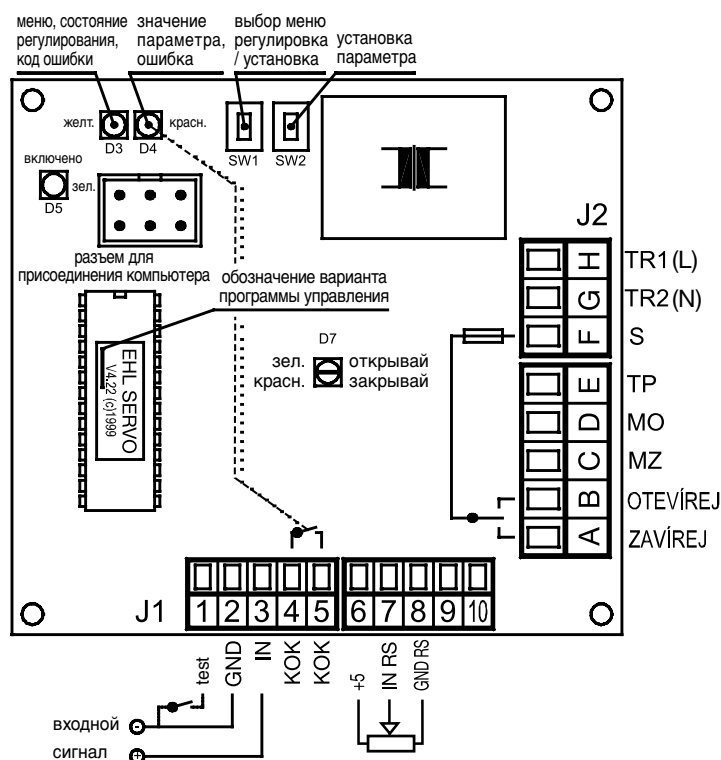 меню, состояние
регулирования,
код ошибки
значение
параметра,
ошибка
выбор меню
регулировка
/ установка
установка
параметра
желт.
D3
D4
красн.
SW1
SW2
включено
зел.
D5
разъем для
присоединения компьютера
обозначение варианта
программы управления
EHL SERVO
V4,22 (c)1999
D7
зел.
открывай
красн.
закрывай
J2
H
TR1(L)
G
TR2(N)
F
S
E
TP
D
MO
C
MZ
B
OTEVÍREJ
A
ZAVÍREJ
J1
1
2
3
4
5
6
7
8
9
10
test
GND
IN
KOK
KOK
+5
IN RS
GND RS
входной
-
сигнал
+